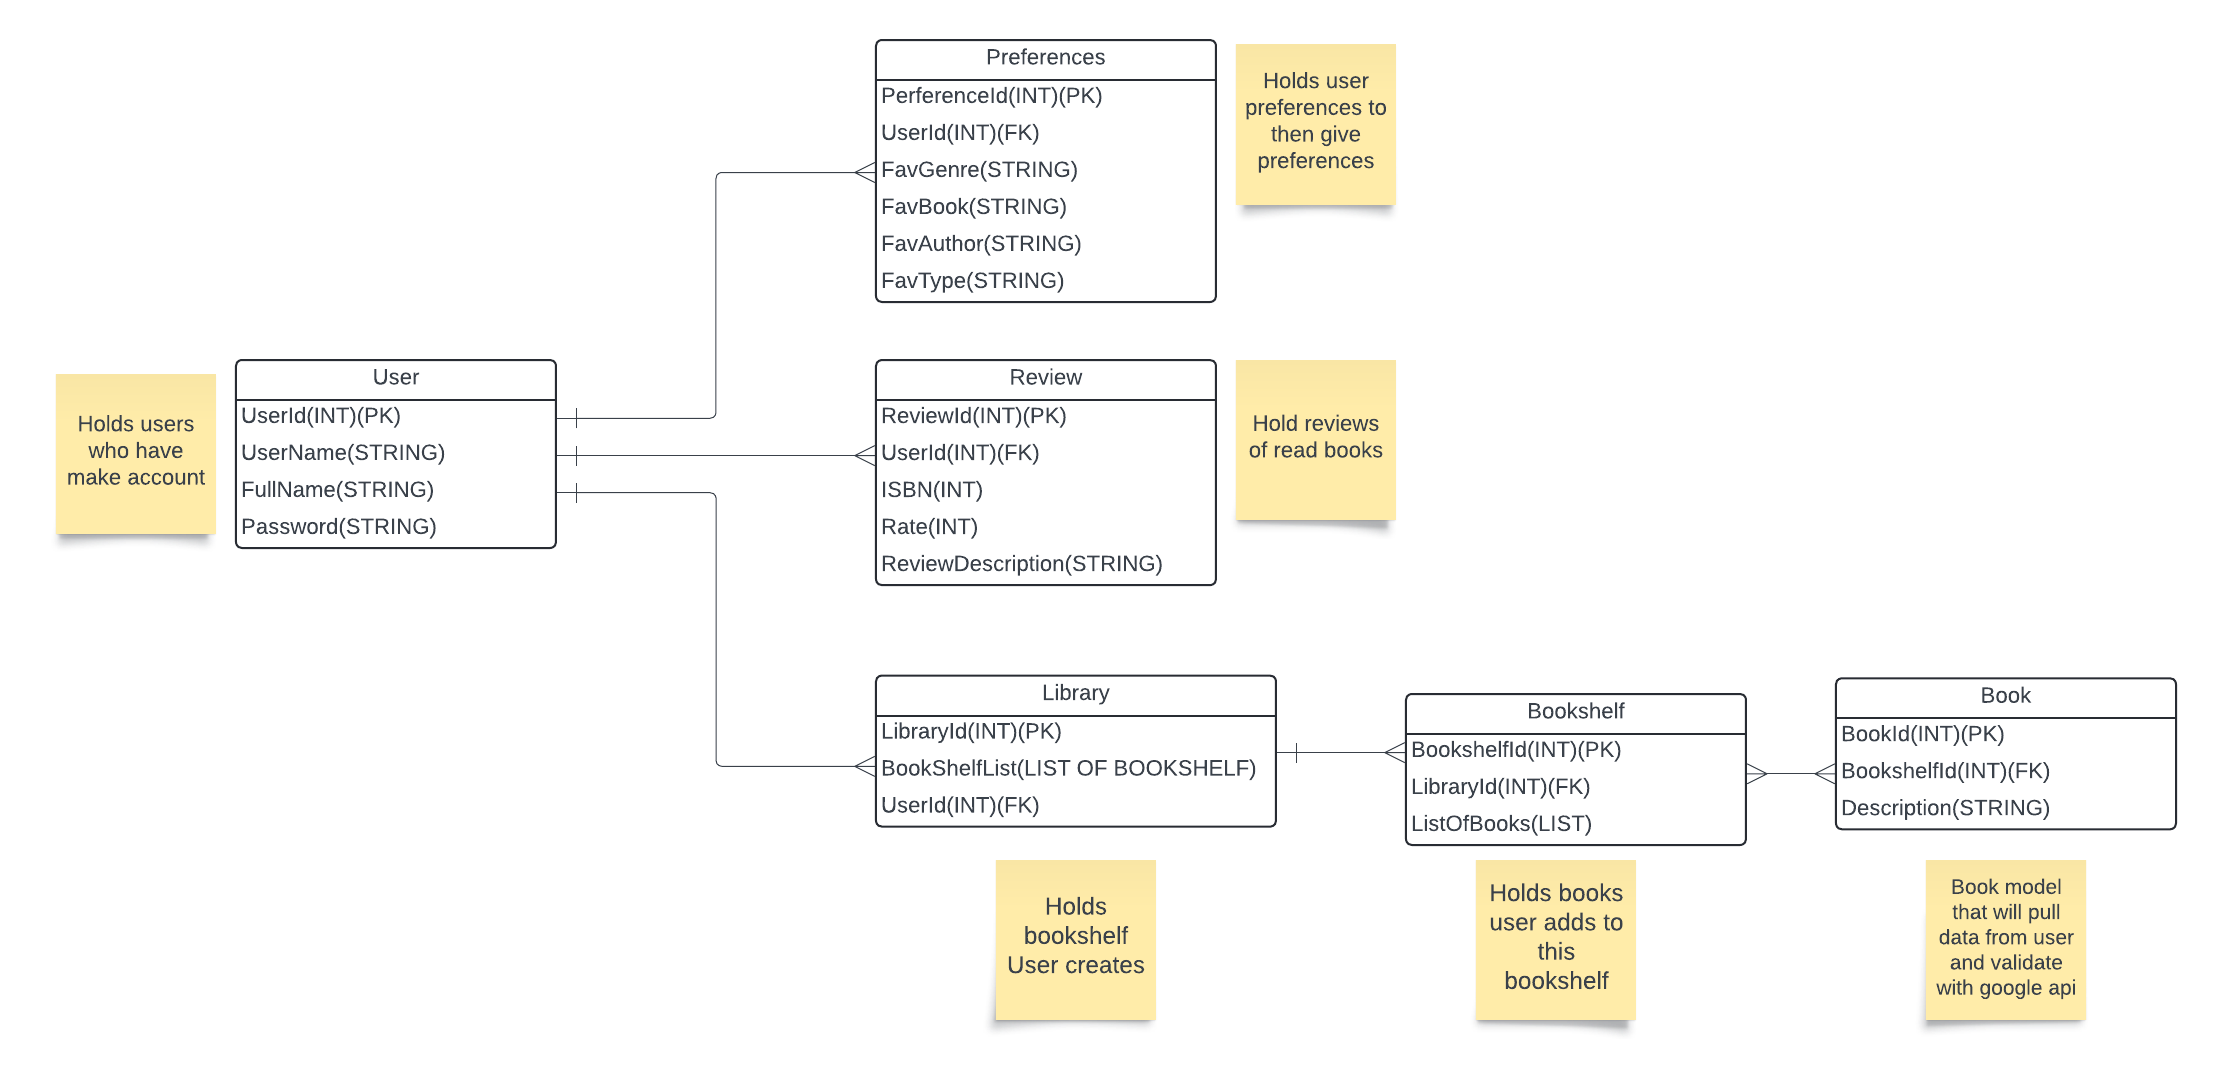 Preferences
PerferenceId(INT)(PK)
UserId(INT)(FK)
FavGenre(STRING)
FavBook(STRING)
FavAuthor(STRING)
FavType(STRING)
Holds user
preferences to
then give
preferences
Holds users
who have
make account
User
UserId(INT)(PK)
UserName(STRING)
FullName(STRING)
Password(STRING)
Review
ReviewId(INT)(PK)
UserId(INT)(FK)
ISBN(INT)
Rate(INT)
ReviewDescription(STRING)
Hold reviews
of read books
Library
LibraryId(INT)(PK)
BookShelfList(LIST OF BOOKSHELF)
UserId(INT)(FK)
Bookshelf
BookshelfId(INT)(PK)
LibraryId(INT)(FK)
ListOfBooks(LIST)
Book
BookId(INT)(PK)
BookshelfId(INT)(FK)
Description(STRING)
Holds
bookshelf
User creates
Holds books
user adds to
this
bookshelf
Book model
that will pull
data from user
and validate
with google api